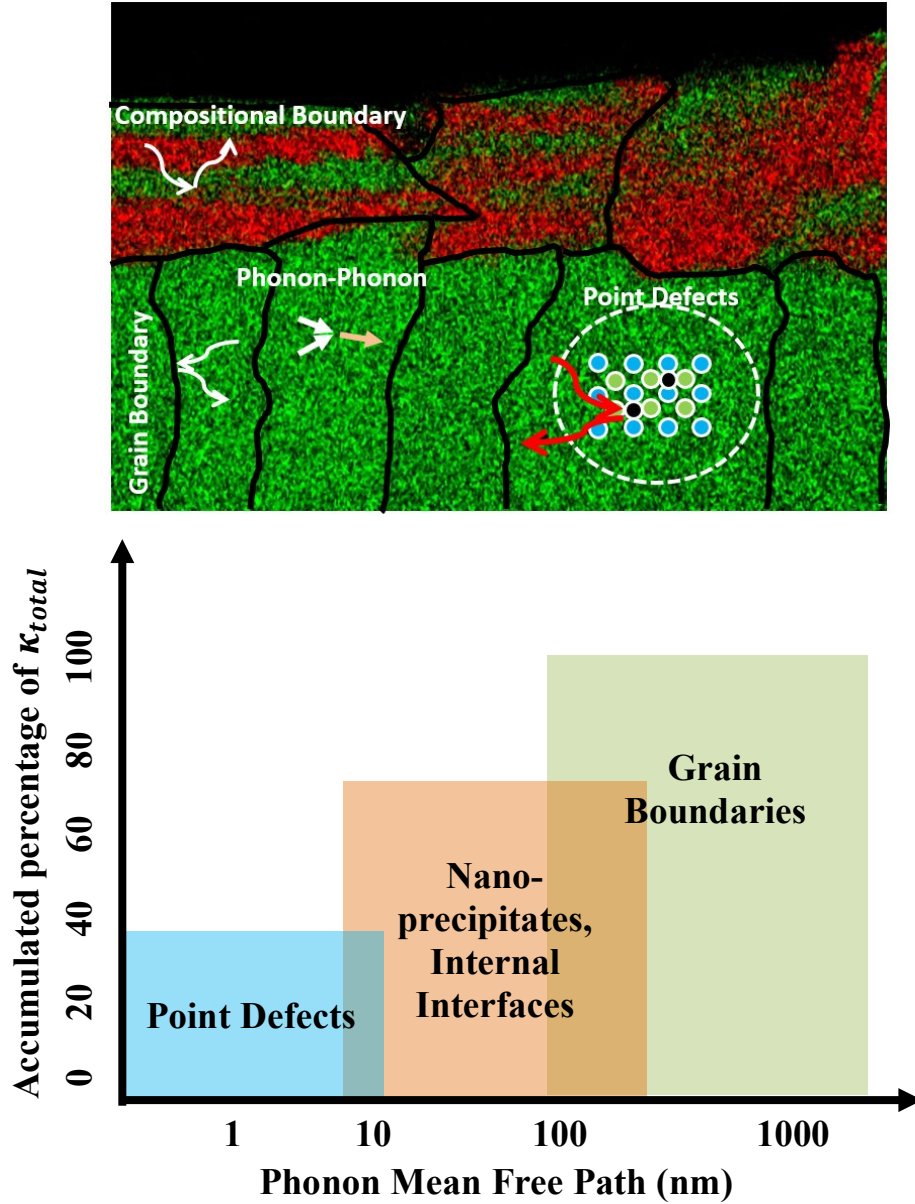 Compositional Boundary
Phonon-Phonon
Point Defects
Grain Boundary
Accumulated percentage of κtotal
100
80
60
40
20
0
Grain
Boundaries
Nano-
precipitates,
Internal
Interfaces
Point Defects
1 10 100 1000
Phonon Mean Free Path (nm)